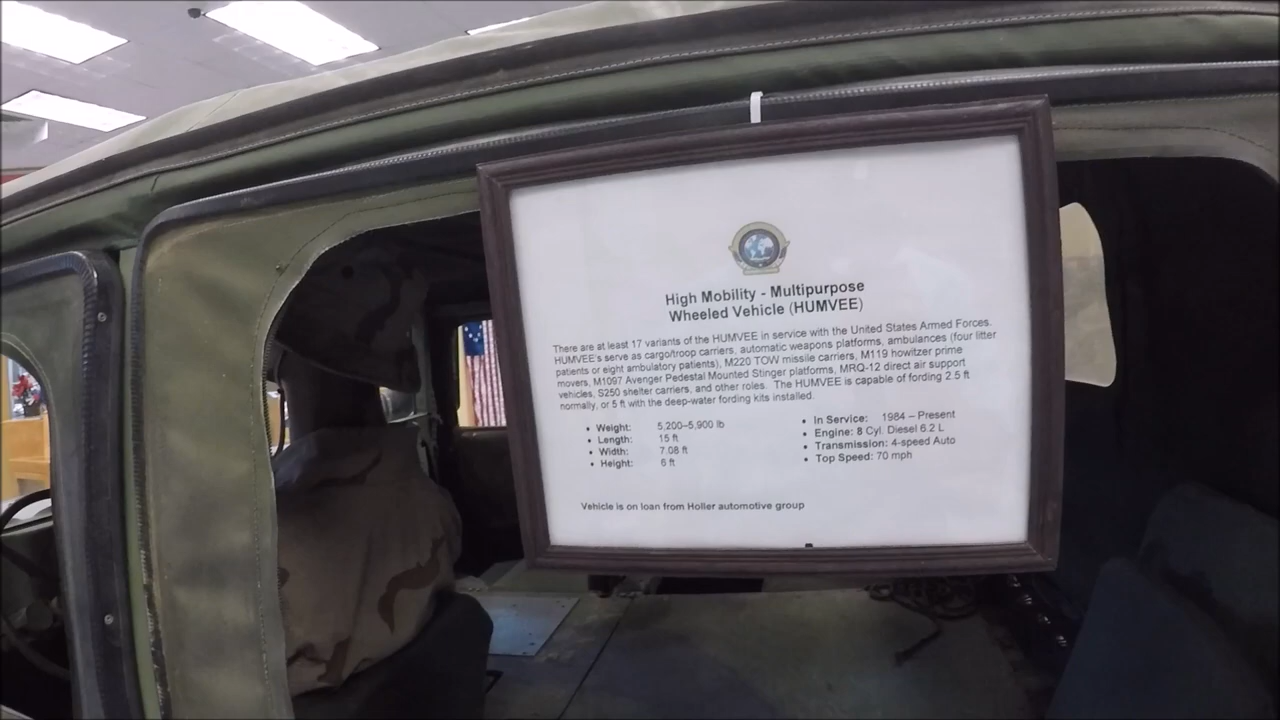 High Mobility - Multipurpose
Wheeled Vehicle (HUMVEE)
There are at least 17 variants of the HUMVEE in service with the United States Armed Forces.
HUMVEE's serve as cargo/troop carriers, automatic weapons platforms, ambulances (four litter
patients or eight ambulatory patients), M220 TOW missile carriers, M119 howitzer prime
movers, M1097 Avenger Pedestal Mounted Stinger platforms, MRQ-12 direct air support
vehicles, S250 shelter carriers, and other roles. The HUMVEE is capable of fording 2.5 ft
normally, or 5 ft with the deep-water fording kits installed.
• Weight: 5,200–5,900 lb
• Length: 15 ft
• Width: 7.08 ft
• Height: 6 ft
• In Service: 1984 – Present
• Engine: 8 Cyl. Diesel 6.2 L
• Transmission: 4-speed Auto
• Top Speed: 70 mph
Vehicle is on loan from Holler automotive group